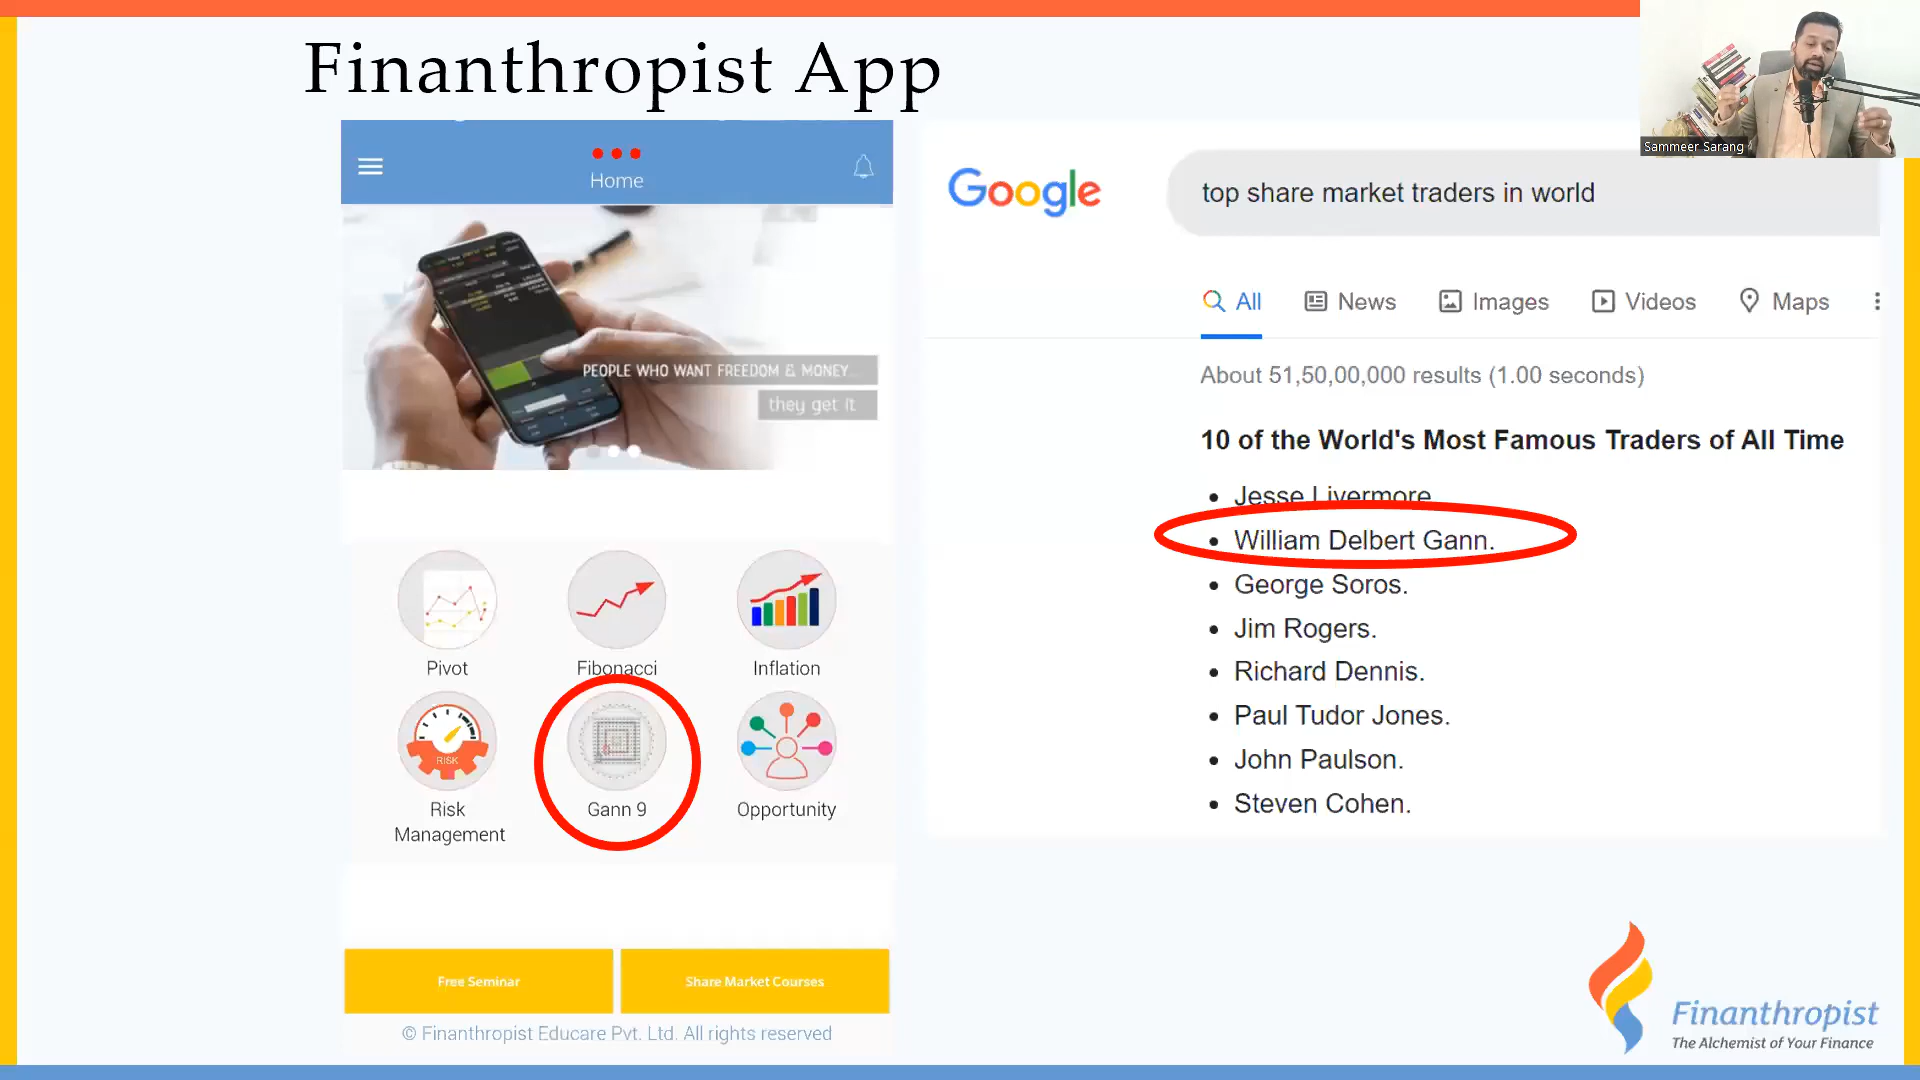 Finanthropist App
Sammeer Sarang
Home
PEOPLE WHO WANT FREEDOM & MONEY...
they get it
Pivot
Fibonacci
Inflation
RISK
Risk
Management
Gann 9
Opportunity
Free Seminar
Share Market Courses
© Finanthropist Educare Pvt. Ltd. All rights reserved
Google
top share market traders in world
All
News
Images
Videos
Maps
About 51,50,00,000 results (1.00 seconds)
10 of the World's Most Famous Traders of All Time
Jesse Livermore
William Delbert Gann.
George Soros.
Jim Rogers.
Richard Dennis.
Paul Tudor Jones.
John Paulson.
Steven Cohen.
Finanthropist
The Alchemist of Your Finance